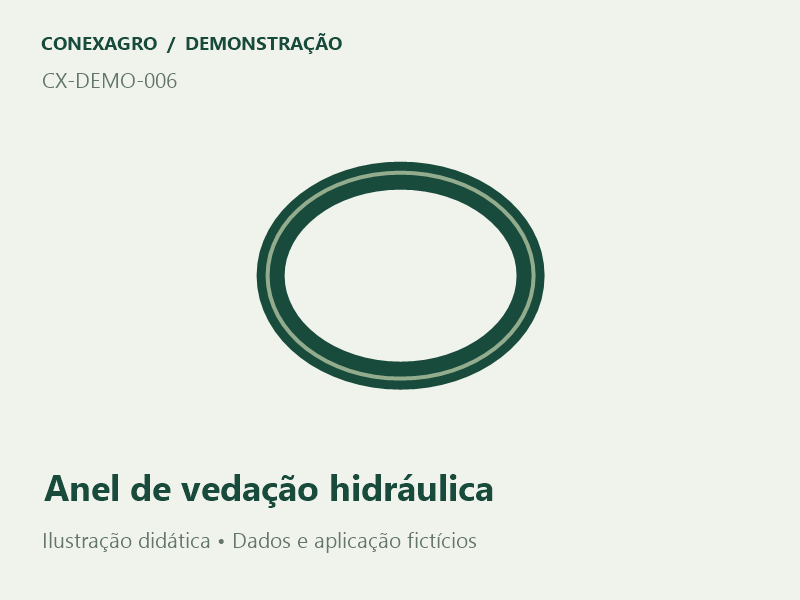 CONEXAGRO / DEMONSTRAÇÃO
CX-DEMO-006
Anel de vedação hidráulica
Ilustração didática • Dados e aplicação fictícios